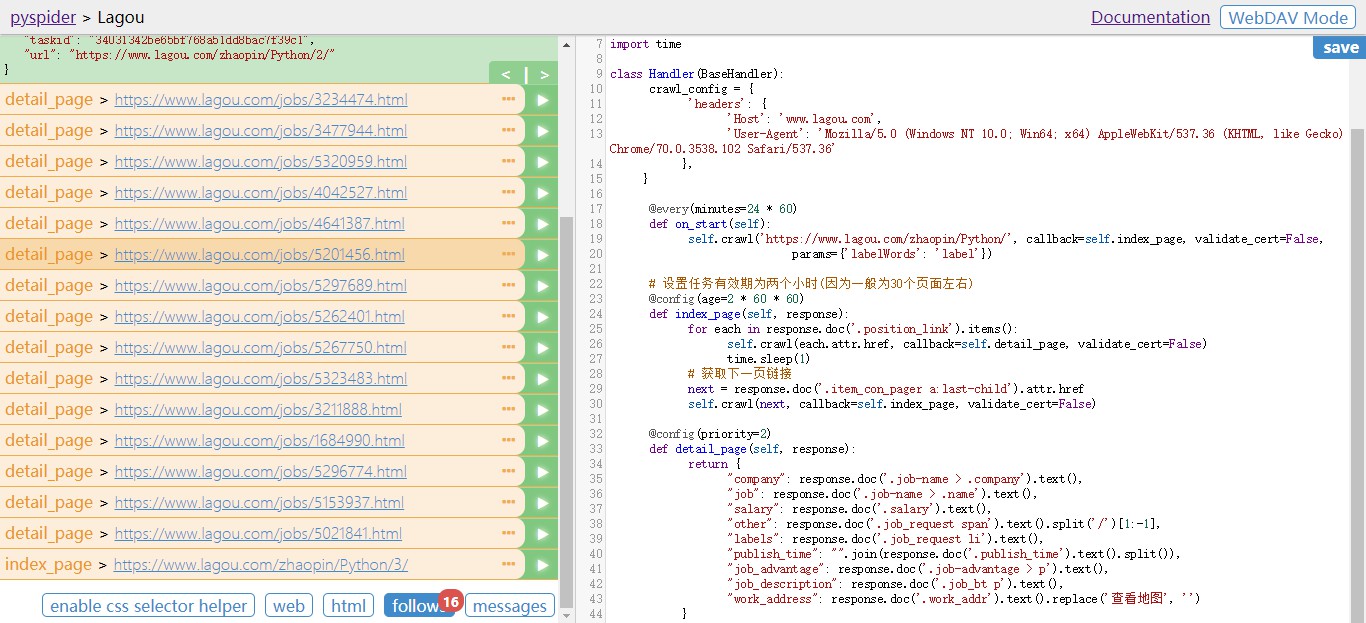 pyspider > Lagou
Documentation WebDAV Mode
"taskid": "34031342be65bf768ab1dd8bac7f39c1",
"url": "https://www.lagou.com/zhaopin/Python/2/"
}
< | >
detail_page > https://www.lagou.com/jobs/3234474.html
detail_page > https://www.lagou.com/jobs/3477944.html
detail_page > https://www.lagou.com/jobs/5320959.html
detail_page > https://www.lagou.com/jobs/4042527.html
detail_page > https://www.lagou.com/jobs/4641387.html
detail_page > https://www.lagou.com/jobs/5201456.html
detail_page > https://www.lagou.com/jobs/5297689.html
detail_page > https://www.lagou.com/jobs/5262401.html
detail_page > https://www.lagou.com/jobs/5267750.html
detail_page > https://www.lagou.com/jobs/5323483.html
detail_page > https://www.lagou.com/jobs/3211888.html
detail_page > https://www.lagou.com/jobs/1684990.html
detail_page > https://www.lagou.com/jobs/5296774.html
detail_page > https://www.lagou.com/jobs/5153937.html
detail_page > https://www.lagou.com/jobs/5021841.html
index_page > https://www.lagou.com/zhaopin/Python/3/
enable css selector helper web html follows 16 messages
save
7 import time
8
9 class Handler(BaseHandler):
10 crawl_config = {
11 'headers': {
12 'Host': 'www.lagou.com',
13 'User-Agent': 'Mozilla/5.0 (Windows NT 10.0; Win64; x64) AppleWebKit/537.36 (KHTML, like Gecko)
Chrome/70.0.3538.102 Safari/537.36'
14 },
15 }
16
17 @every(minutes=24 * 60)
18 def on_start(self):
19 self.crawl('https://www.lagou.com/zhaopin/Python/', callback=self.index_page, validate_cert=False,
20 params={'labelWords': 'label'})
21
22 # 设置任务有效期为两个小时(因为一般为30个页面左右)
23 @config(age=2 * 60 * 60)
24 def index_page(self, response):
25 for each in response.doc('.position_link').items():
26 self.crawl(each.attr.href, callback=self.detail_page, validate_cert=False)
27 time.sleep(1)
28 # 获取下一页链接
29 next = response.doc('.item_con_pager a:last-child').attr.href
30 self.crawl(next, callback=self.index_page, validate_cert=False)
31
32 @config(priority=2)
33 def detail_page(self, response):
34 return {
35 "company": response.doc('.job-name > .company').text(),
36 "job": response.doc('.job-name > .name').text(),
37 "salary": response.doc('.salary').text(),
38 "other": response.doc('.job_request span').text().split('/')[1:-1],
39 "labels": response.doc('.job_request li').text(),
40 "publish_time": "".join(response.doc('.publish_time').text().split()),
41 "job_advantage": response.doc('.job-advantage > p').text(),
42 "job_description": response.doc('.job_bt p').text(),
43 "work_address": response.doc('.work_addr').text().replace('查看地图', '')
44 }